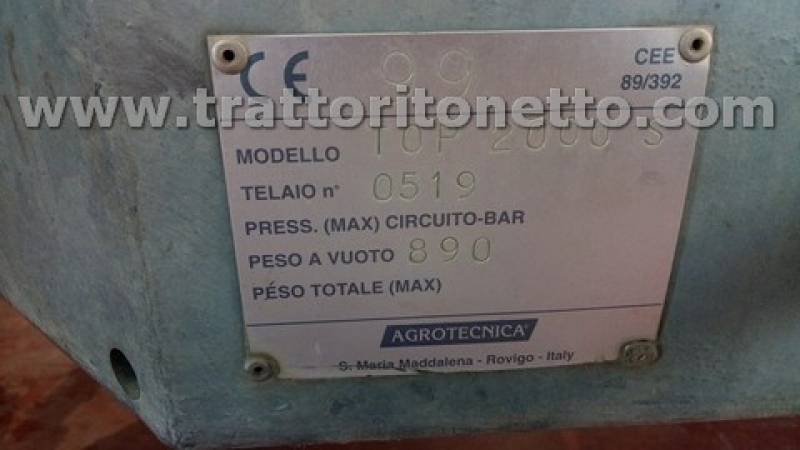 CE 99 CEE
89/392
www.trattoritonetto.com
MODELLO TOP 2000 S
TELAIO n° 0519
PRESS. (MAX) CIRCUITO-BAR
PESO A VUOTO 890
PÉSO TOTALE (MAX)
AGROTECNICA
S. Maria Maddalena - Rovigo - Italy